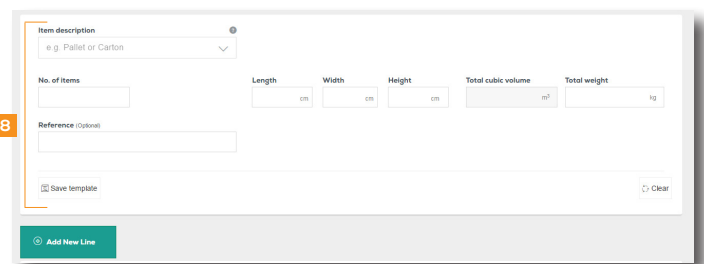 Item description ?
e.g. Pallet or Carton
No. of items Length Width Height Total cubic volume Total weight
cm cm cm m³ kg
8
Reference (Optional)
Save template Clear
Add New Line